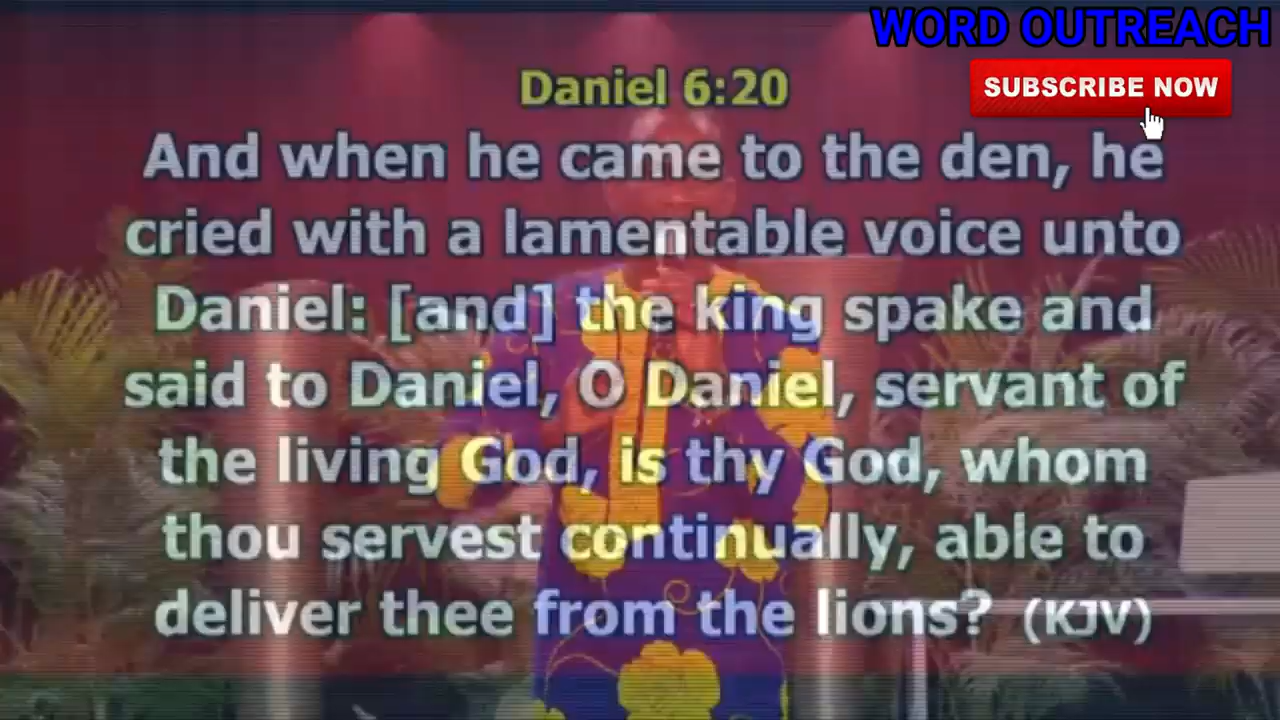 WORD OUTREACH
SUBSCRIBE NOW
Daniel 6:20
And when he came to the den, he
cried with a lamentable voice unto
Daniel: [and] the king spake and
said to Daniel, O Daniel, servant of
the living God, is thy God, whom
thou servest continually, able to
deliver thee from the lions? (KJV)